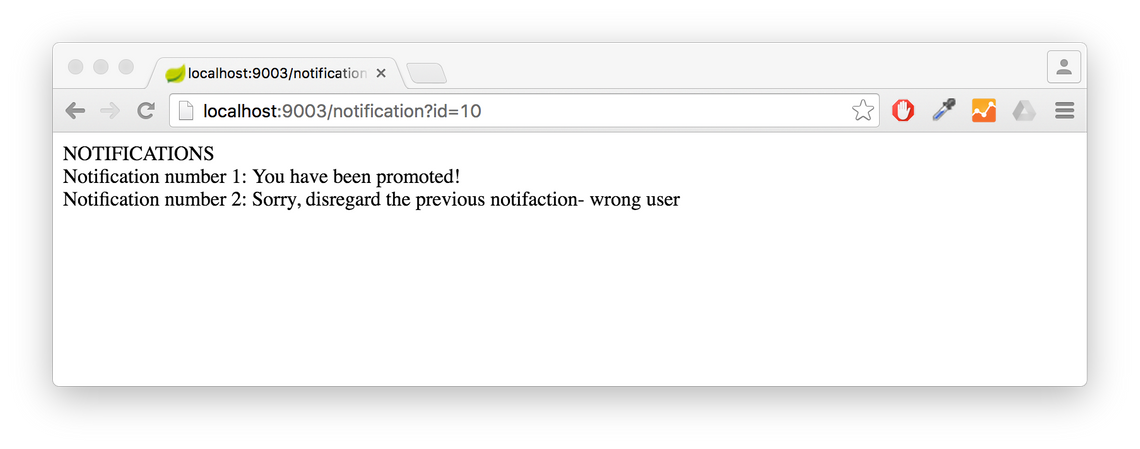 localhost:9003/notification
localhost:9003/notification?id=10
NOTIFICATIONS
Notification number 1: You have been promoted!
Notification number 2: Sorry, disregard the previous notifaction- wrong user